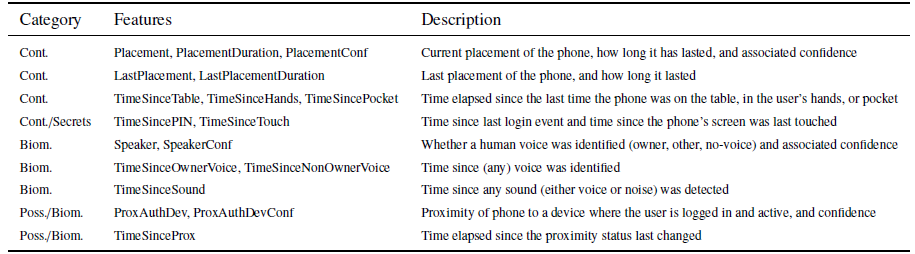 Category Features Description
Cont. Placement, PlacementDuration, PlacementConf Current placement of the phone, how long it has lasted, and associated confidence
Cont. LastPlacement, LastPlacementDuration Last placement of the phone, and how long it lasted
Cont. TimeSinceTable, TimeSinceHands, TimeSincePocket Time elapsed since the last time the phone was on the table, in the user's hands, or pocket
Cont./Secrets TimeSincePIN, TimeSinceTouch Time since last login event and time since the phone's screen was last touched
Biom. Speaker, SpeakerConf Whether a human voice was identified (owner, other, no-voice) and associated confidence
Biom. TimeSinceOwnerVoice, TimeSinceNonOwnerVoice Time since (any) voice was identified
Biom. TimeSinceSound Time since any sound (either voice or noise) was detected
Poss./Biom. ProxAuthDev, ProxAuthDevConf Proximity of phone to a device where the user is logged in and active, and confidence
Poss./Biom. TimeSinceProx Time elapsed since the proximity status last changed